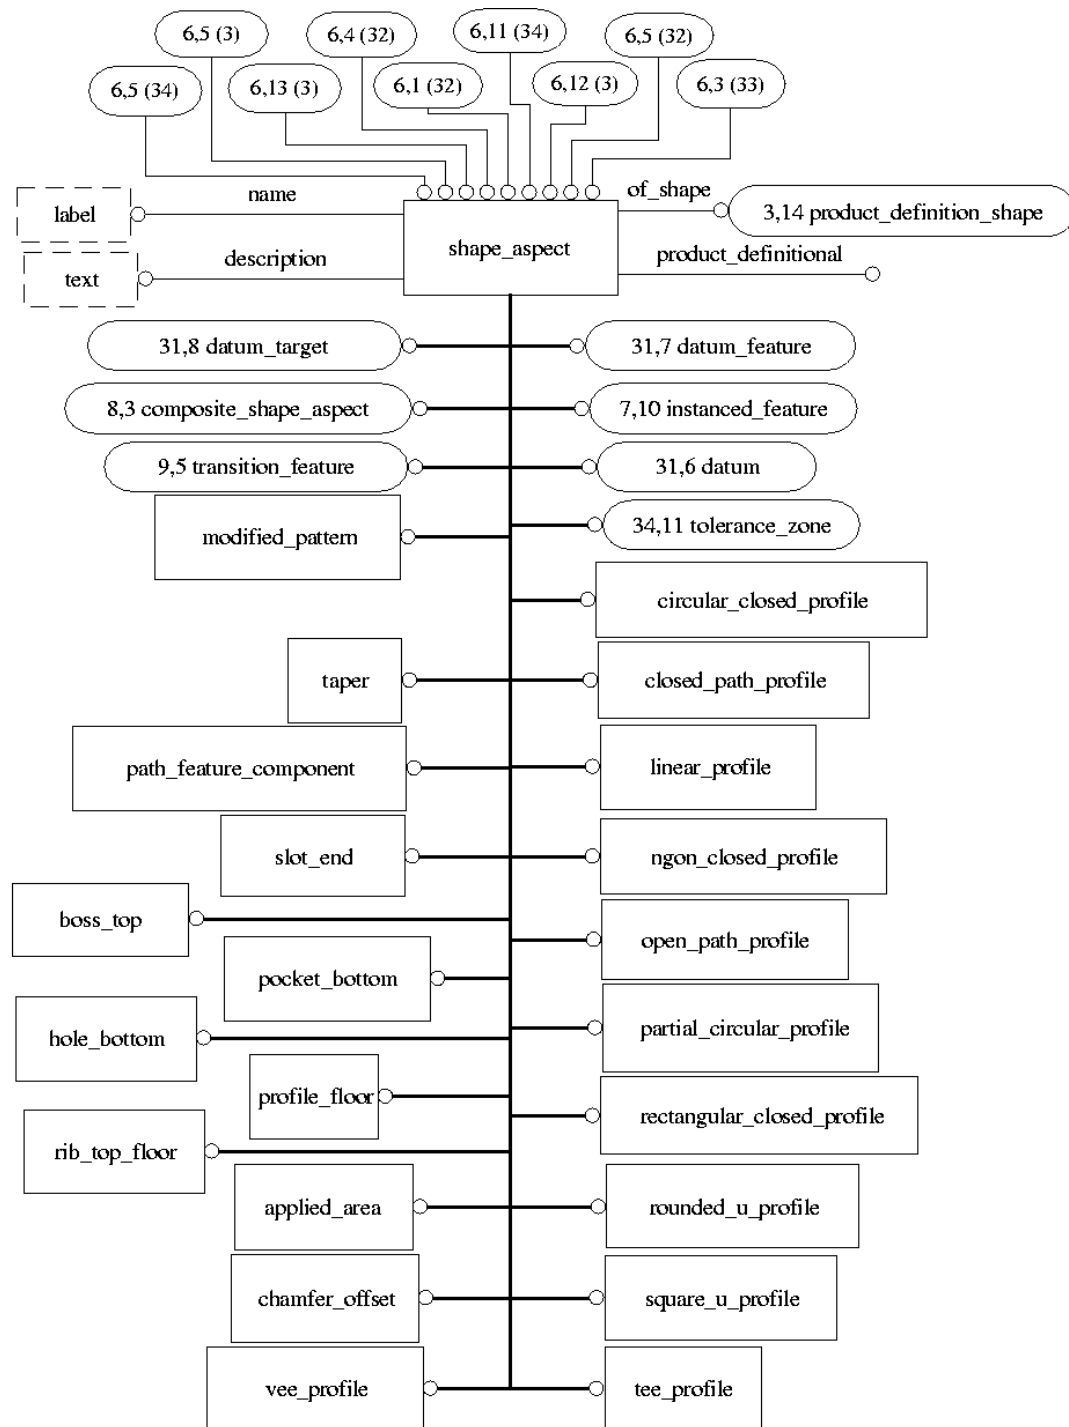 6,5 (3)
6,4 (32)
6,11 (34)
6,5 (32)
6,5 (34)
6,13 (3)
6,1 (32)
6,12 (3)
6,3 (33)
name
of_shape
label
3,14 product_definition_shape
shape_aspect
description
product_definitional
text
31,8 datum_target
31,7 datum_feature
8,3 composite_shape_aspect
7,10 instanced_feature
9,5 transition_feature
31,6 datum
modified_pattern
34,11 tolerance_zone
circular_closed_profile
taper
closed_path_profile
path_feature_component
linear_profile
slot_end
ngon_closed_profile
boss_top
open_path_profile
pocket_bottom
hole_bottom
partial_circular_profile
profile_floor
rectangular_closed_profile
rib_top_floor
applied_area
rounded_u_profile
chamfer_offset
square_u_profile
vee_profile
tee_profile